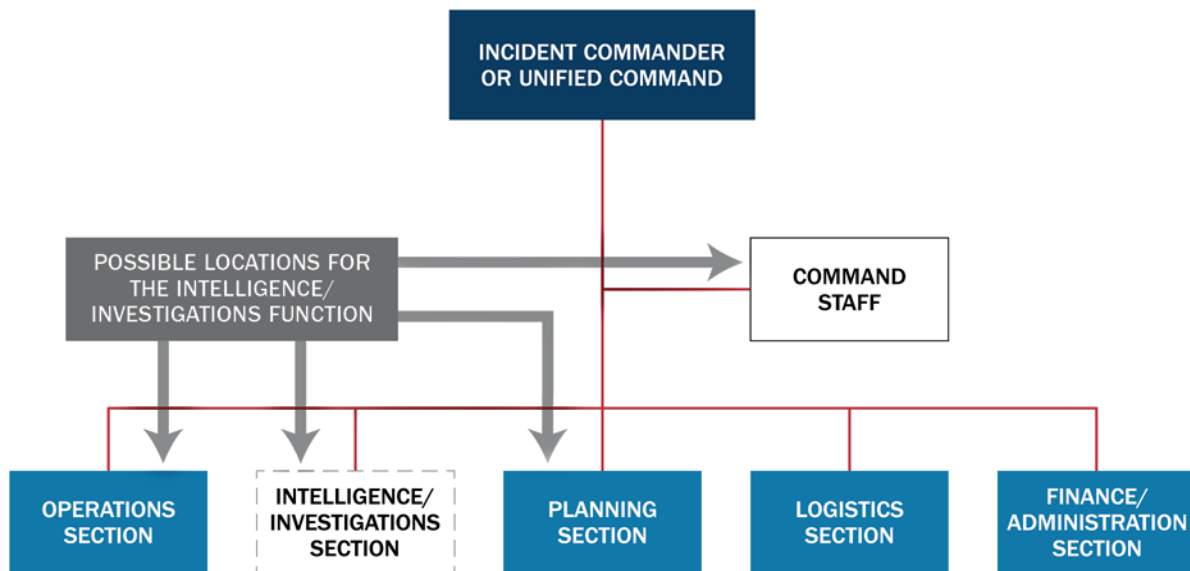 INCIDENT COMMANDER
OR UNIFIED COMMAND
POSSIBLE LOCATIONS FOR
THE INTELLIGENCE/
INVESTIGATIONS FUNCTION
COMMAND
STAFF
OPERATIONS
SECTION
INTELLIGENCE/
INVESTIGATIONS
SECTION
PLANNING
SECTION
LOGISTICS
SECTION
FINANCE/
ADMINISTRATION
SECTION